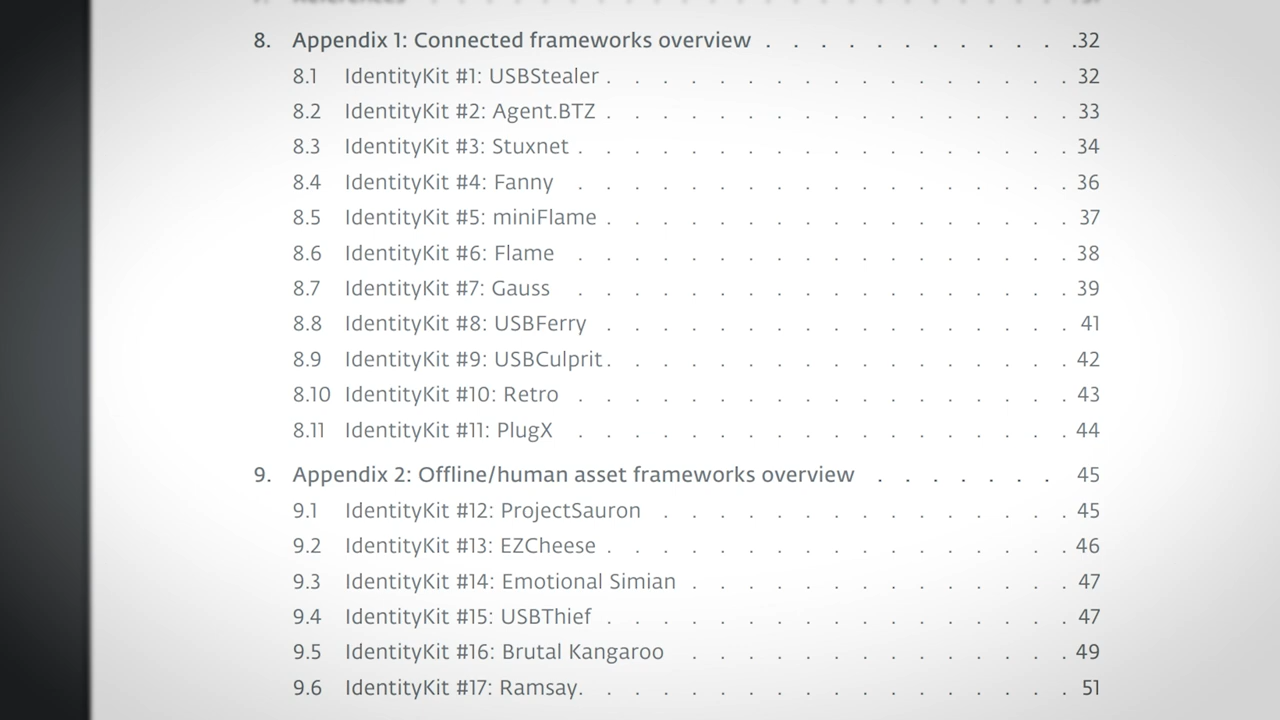 7. References . . . . . . . . . . . . . . . . . . . . . . . 
8. Appendix 1: Connected frameworks overview . . . . . . . . . . . .32
8.1 IdentityKit #1: USBStealer . . . . . . . . . . . . . . . . . 32
8.2 IdentityKit #2: Agent.BTZ . . . . . . . . . . . . . . . . . 33
8.3 IdentityKit #3: Stuxnet . . . . . . . . . . . . . . . . . . 34
8.4 IdentityKit #4: Fanny . . . . . . . . . . . . . . . . . . 36
8.5 IdentityKit #5: miniFlame . . . . . . . . . . . . . . . . . 37
8.6 IdentityKit #6: Flame . . . . . . . . . . . . . . . . . . 38
8.7 IdentityKit #7: Gauss . . . . . . . . . . . . . . . . . . 39
8.8 IdentityKit #8: USBFerry . . . . . . . . . . . . . . . . . 41
8.9 IdentityKit #9: USBCulprit . . . . . . . . . . . . . . . . . 42
8.10 IdentityKit #10: Retro . . . . . . . . . . . . . . . . . . 43
8.11 IdentityKit #11: PlugX . . . . . . . . . . . . . . . . . . 44
9. Appendix 2: Offline/human asset frameworks overview . . . . . . . 45
9.1 IdentityKit #12: ProjectSauron . . . . . . . . . . . . . . . 45
9.2 IdentityKit #13: EZCheese . . . . . . . . . . . . . . . . . 46
9.3 IdentityKit #14: Emotional Simian . . . . . . . . . . . . . . 47
9.4 IdentityKit #15: USBThief . . . . . . . . . . . . . . . . . 47
9.5 IdentityKit #16: Brutal Kangaroo . . . . . . . . . . . . . . 49
9.6 IdentityKit #17: Ramsay. . . . . . . . . . . . . . . . . . 51